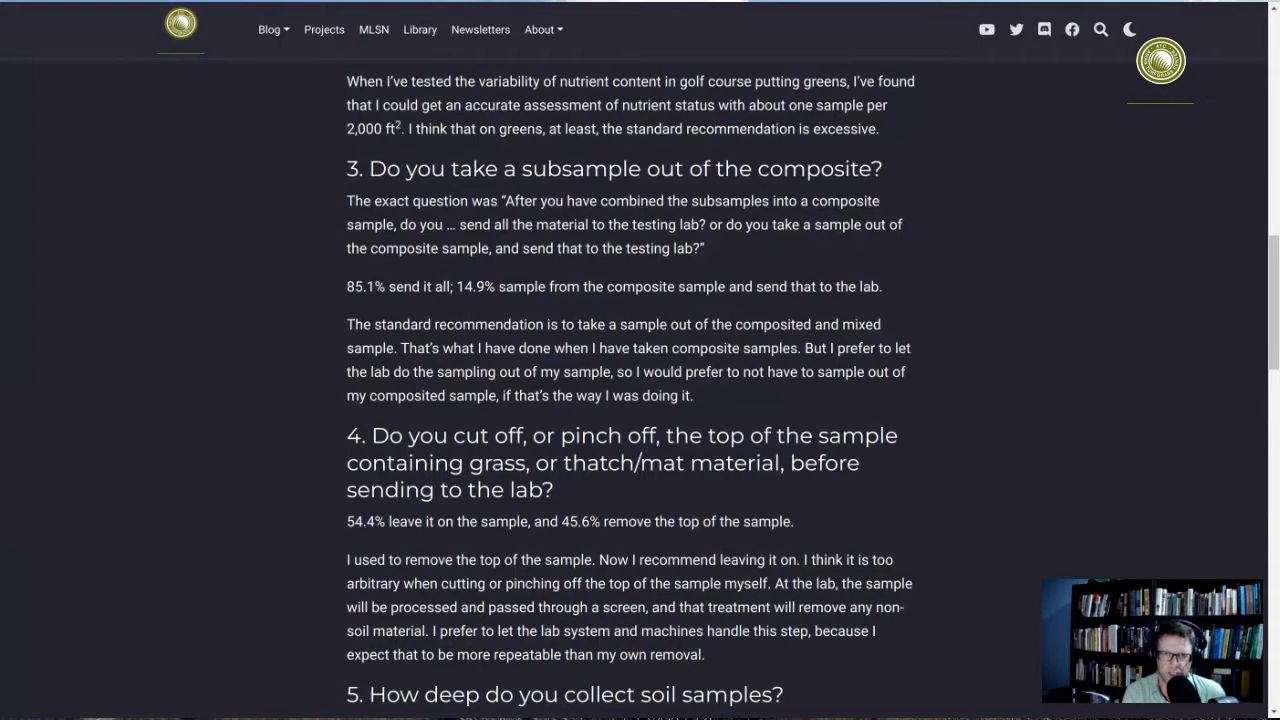 Blog Projects MLSN Library Newsletters About
When I've tested the variability of nutrient content in golf course putting greens, I've found
that I could get an accurate assessment of nutrient status with about one sample per
2,000 ft2. I think that on greens, at least, the standard recommendation is excessive.
3. Do you take a subsample out of the composite?
The exact question was “After you have combined the subsamples into a composite
sample, do you … send all the material to the testing lab? or do you take a sample out of
the composite sample, and send that to the testing lab?”
85.1% send it all; 14.9% sample from the composite sample and send that to the lab.
The standard recommendation is to take a sample out of the composited and mixed
sample. That's what I have done when I have taken composite samples. But I prefer to let
the lab do the sampling out of my sample, so I would prefer to not have to sample out of
my composited sample, if that's the way I was doing it.
4. Do you cut off, or pinch off, the top of the sample
containing grass, or thatch/mat material, before
sending to the lab?
54.4% leave it on the sample, and 45.6% remove the top of the sample.
I used to remove the top of the sample. Now I recommend leaving it on. I think it is too
arbitrary when cutting or pinching off the top of the sample myself. At the lab, the sample
will be processed and passed through a screen, and that treatment will remove any non-
soil material. I prefer to let the lab system and machines handle this step, because I
expect that to be more repeatable than my own removal.
5. How deep do you collect soil samples?